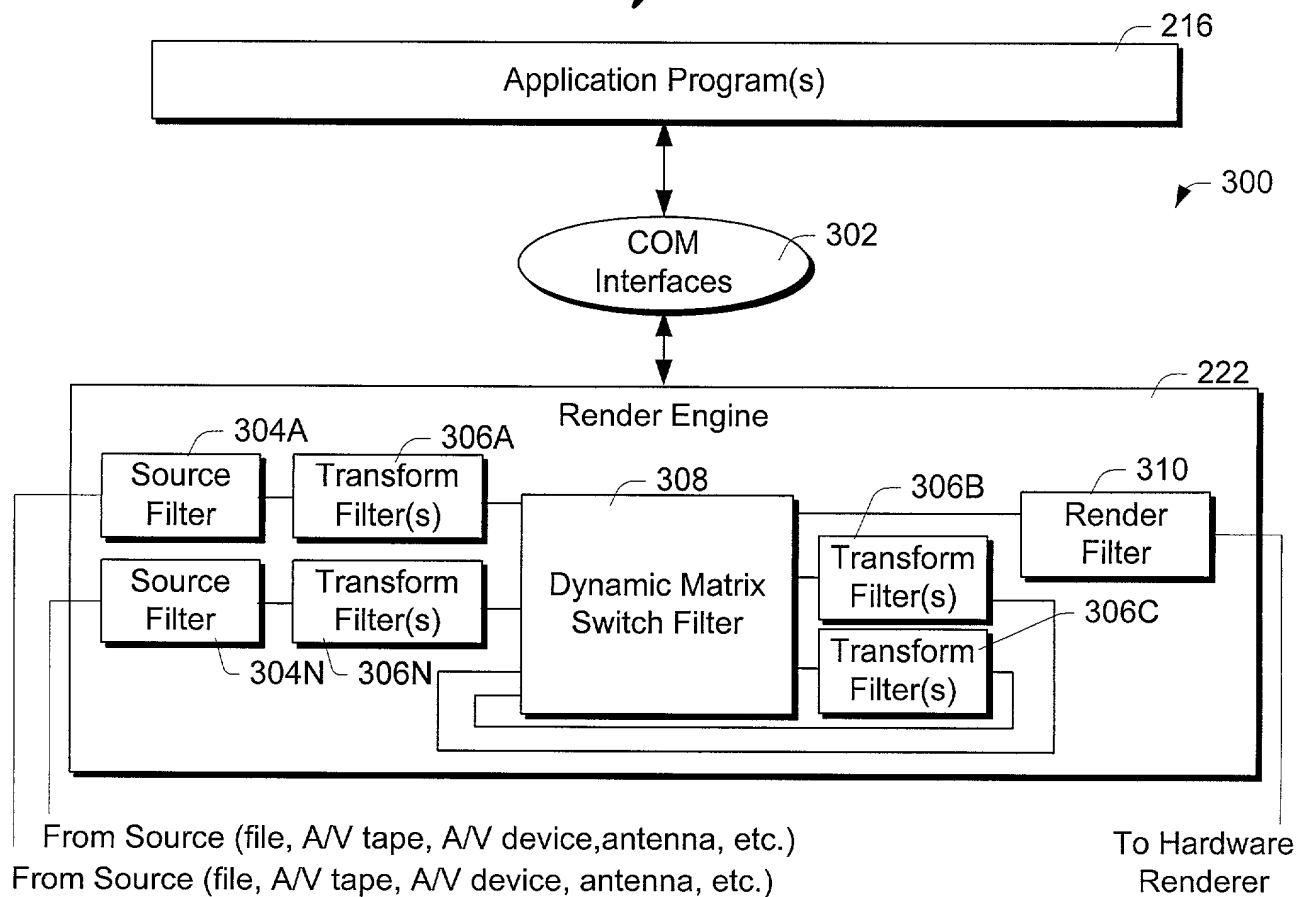 216
Application Program(s)
300
COM
Interfaces
302
222
Render Engine
304A
306A
308
306B
310
Source
Filter
Transform
Filter(s)
Render
Filter
Source
Filter
Transform
Filter(s)
Dynamic Matrix
Switch Filter
Transform
Filter(s)
306C
Transform
Filter(s)
304N
306N
From Source (file, A/V tape, A/V device,antenna, etc.)
From Source (file, A/V tape, A/V device, antenna, etc.)
To Hardware
Renderer